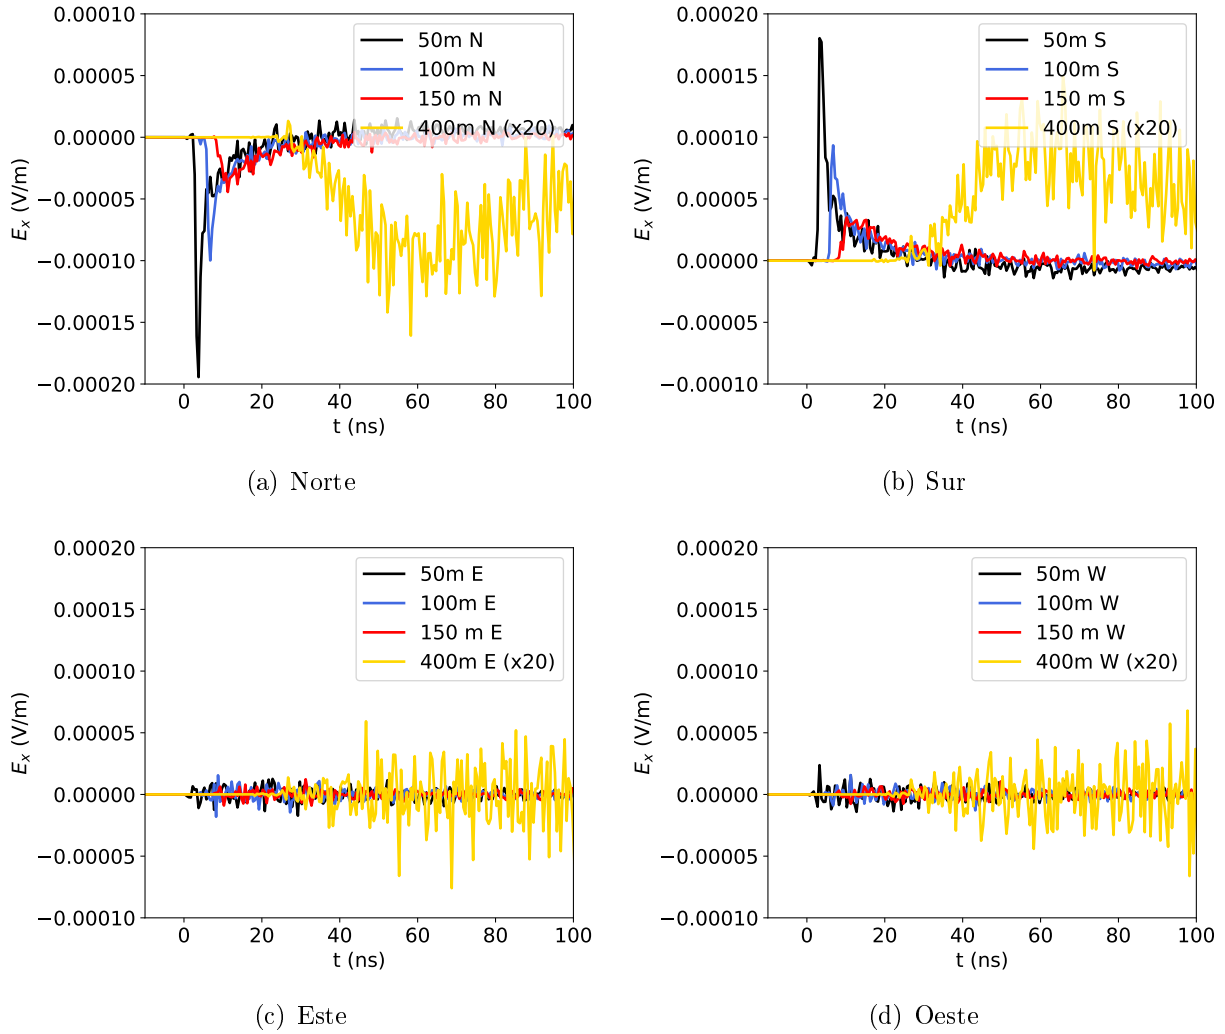 0.00010
0.00005
0.00000
−0.00005
−0.00010
−0.00015
−0.00020
E_x (V/m)
50m N
100m N
150 m N
400m N (x20)
0 20 40 60 80 100
t (ns)
(a) Norte
0.00020
0.00015
0.00010
0.00005
0.00000
−0.00005
−0.00010
E_x (V/m)
50m S
100m S
150 m S
400m S (x20)
0 20 40 60 80 100
t (ns)
(b) Sur
0.00020
0.00015
0.00010
0.00005
0.00000
−0.00005
−0.00010
E_x (V/m)
50m E
100m E
150 m E
400m E (x20)
0 20 40 60 80 100
t (ns)
(c) Este
0.00020
0.00015
0.00010
0.00005
0.00000
−0.00005
−0.00010
E_x (V/m)
50m W
100m W
150 m W
400m W (x20)
0 20 40 60 80 100
t (ns)
(d) Oeste